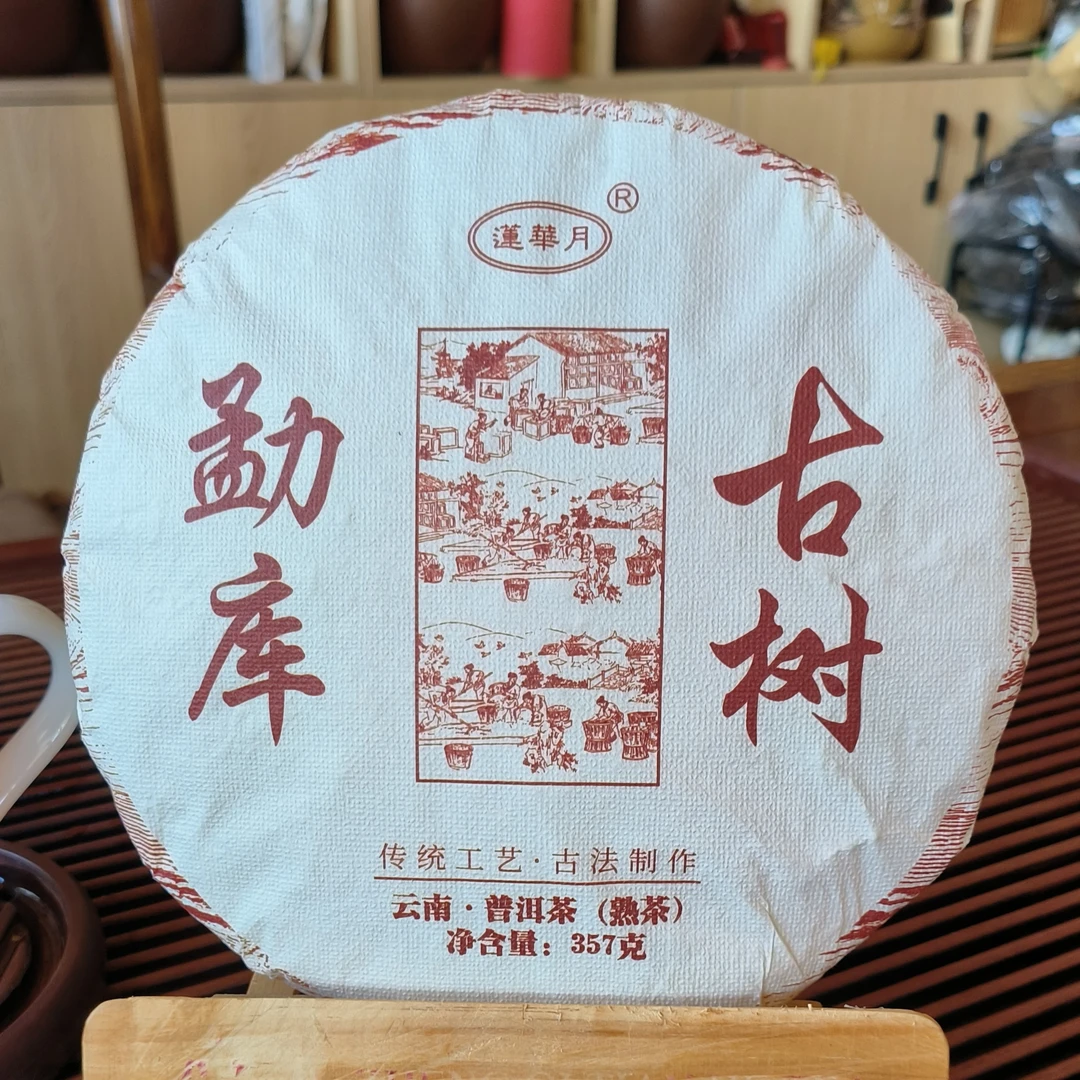 蓮華月
®
勐库
古树
传统工艺·古法制作
云南·普洱茶（熟茶）
净含量：357克